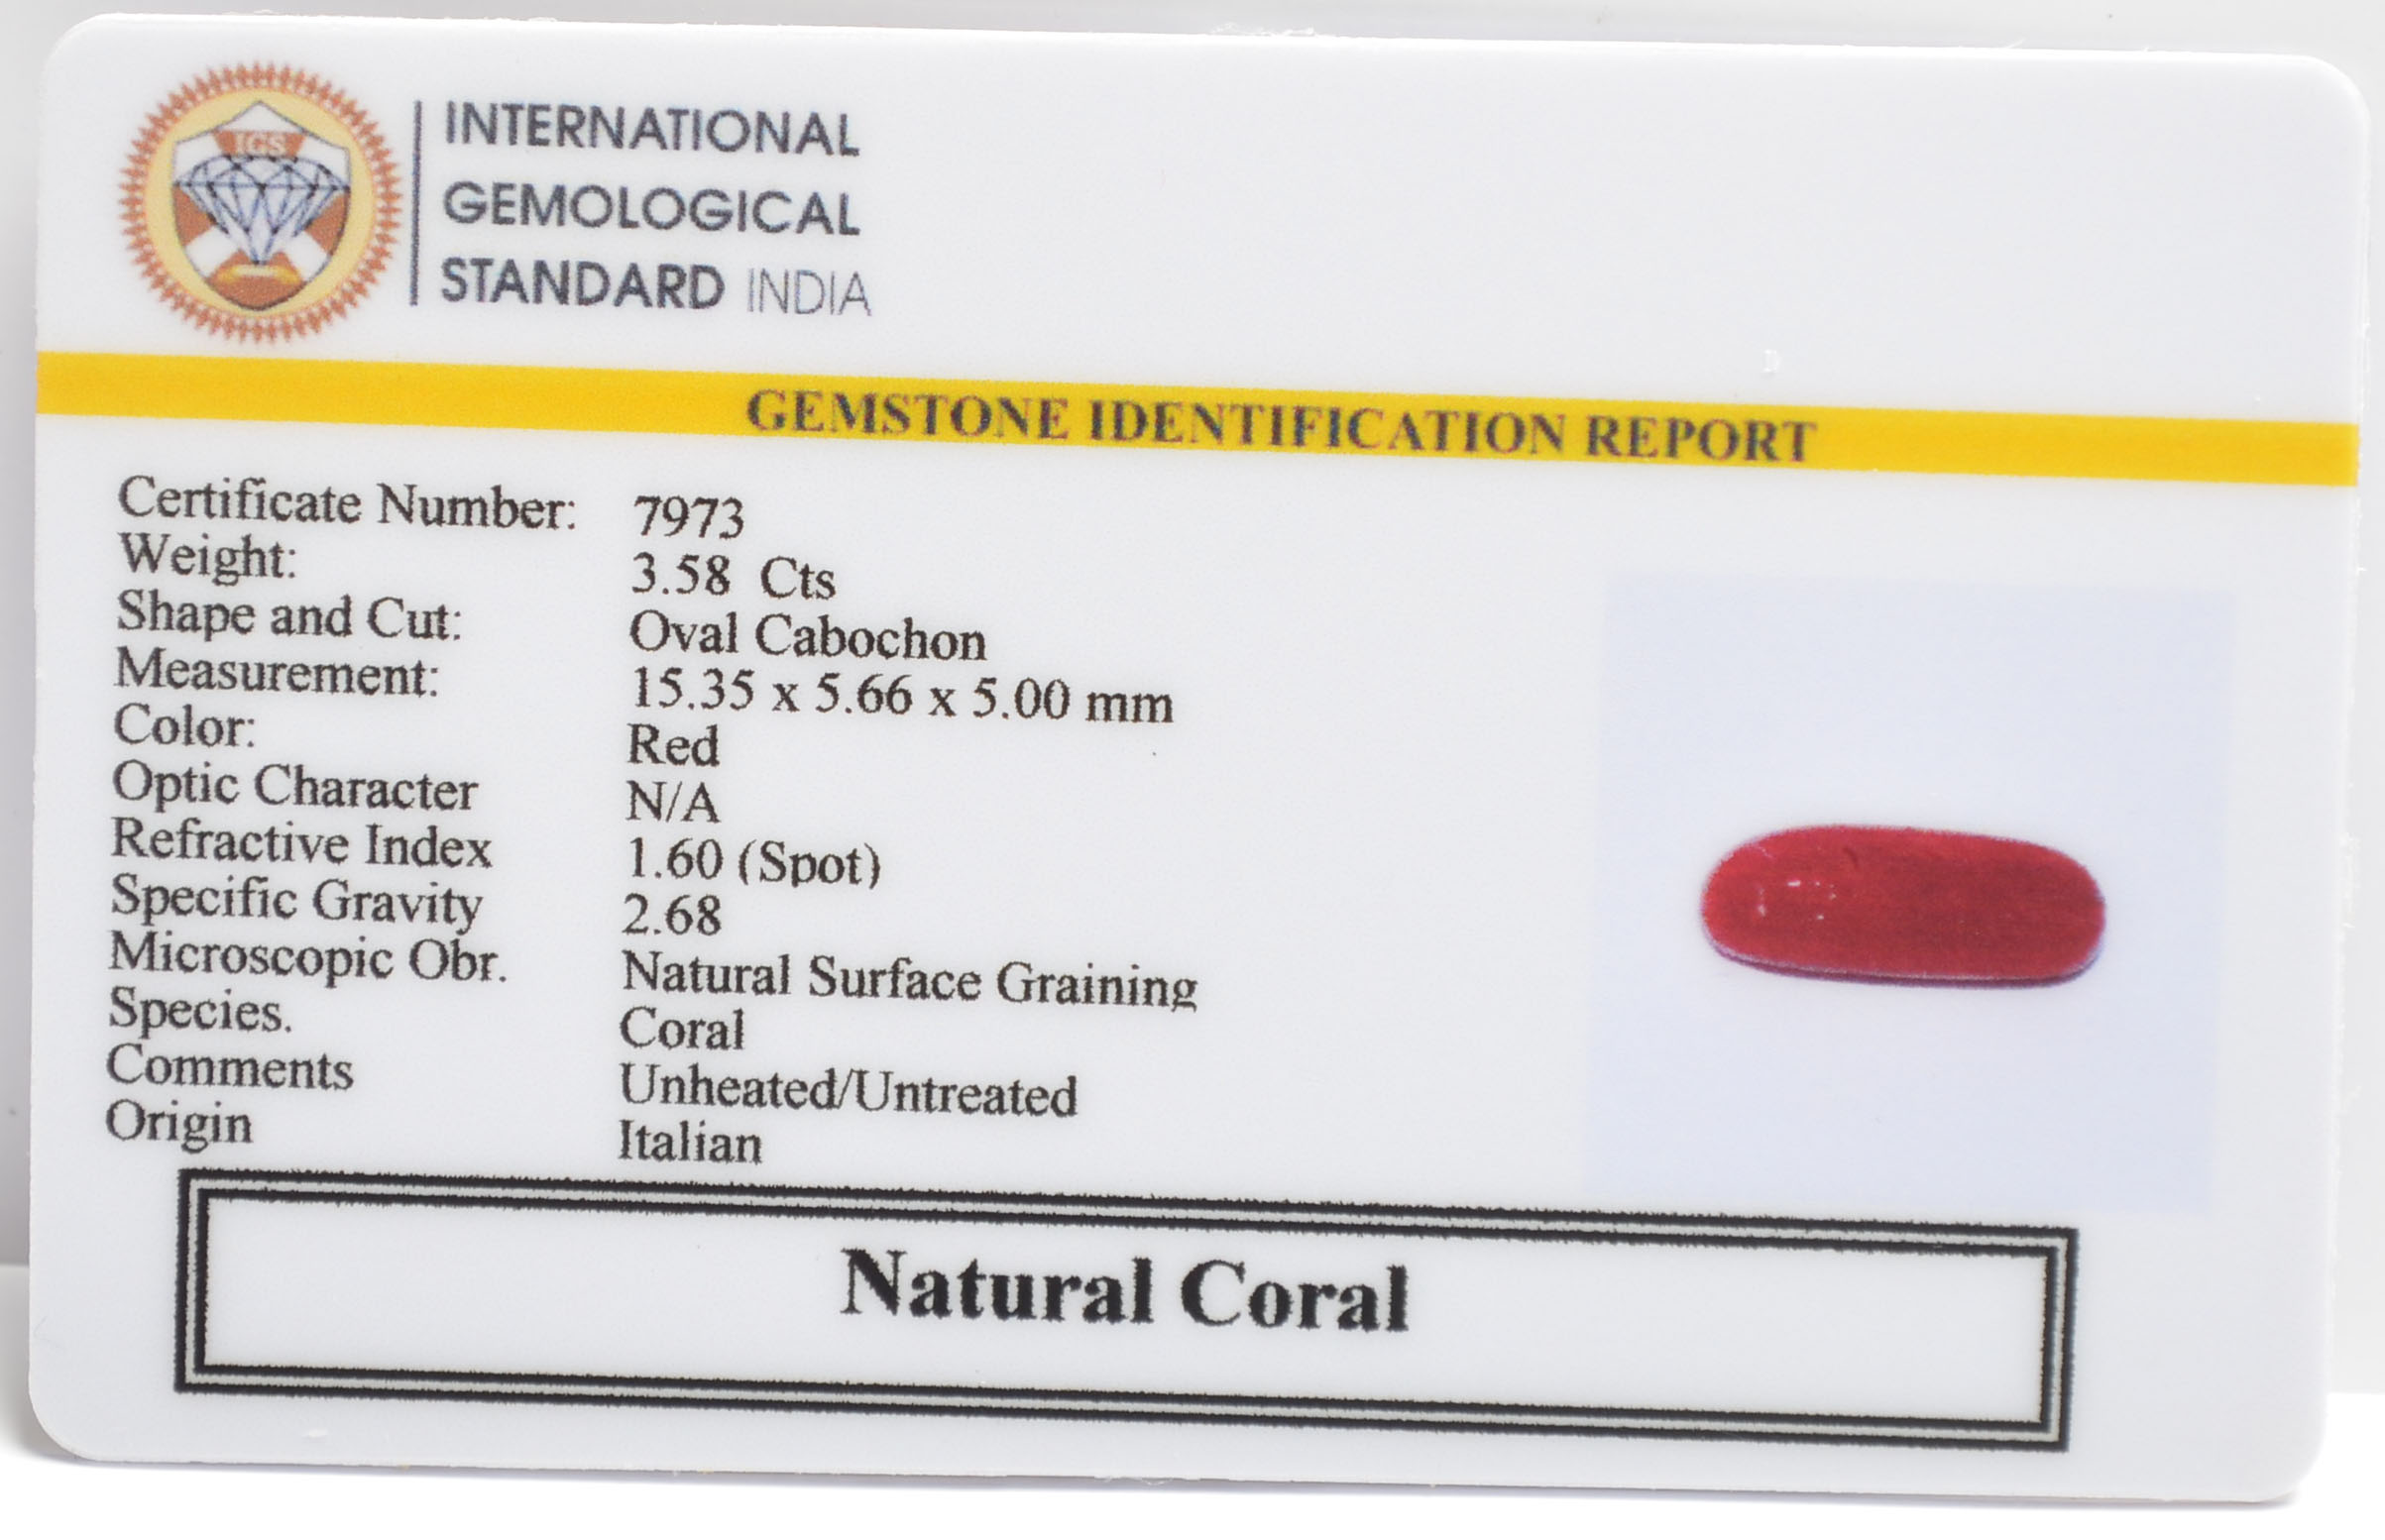 IGS
INTERNATIONAL
GEMOLOGICAL
STANDARD INDIA
GEMSTONE IDENTIFICATION REPORT
Certificate Number: 7973
Weight: 3.58 Cts
Shape and Cut: Oval Cabochon
Measurement: 15.35 x 5.66 x 5.00 mm
Color: Red
Optic Character N/A
Refractive Index 1.60 (Spot)
Specific Gravity 2.68
Microscopic Obr. Natural Surface Graining
Species. Coral
Comments Unheated/Untreated
Origin Italian
Natural Coral